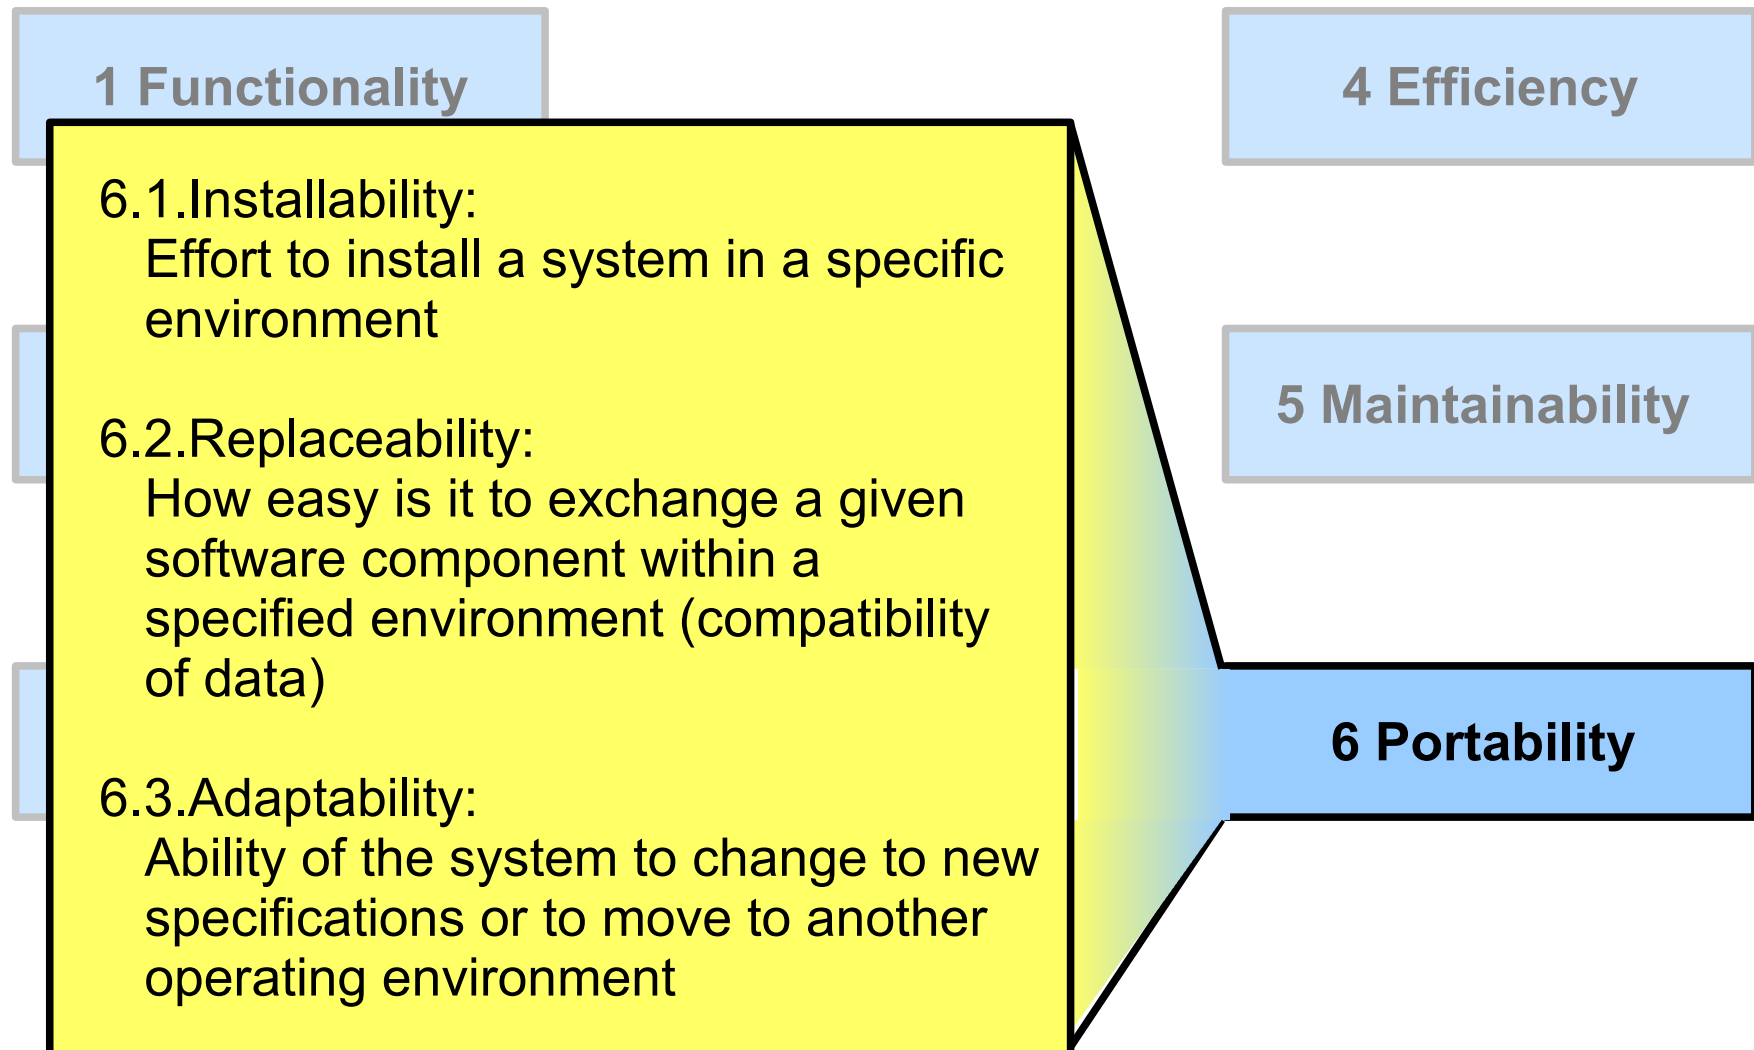 1 Functionality
4 Efficiency
6.1.Installability:
Effort to install a system in a specific
environment
5 Maintainability
6.2.Replaceability:
How easy is it to exchange a given
software component within a
specified environment (compatibility
of data)
6 Portability
6.3.Adaptability:
Ability of the system to change to new
specifications or to move to another
operating environment